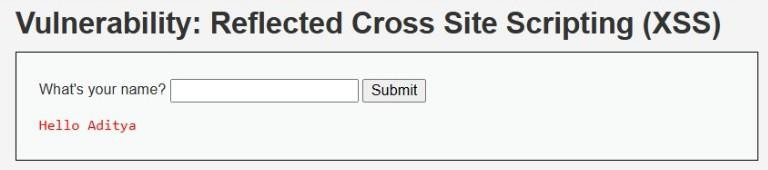 Vulnerability: Reflected Cross Site Scripting (XSS)
What's your name? Submit
Hello Aditya